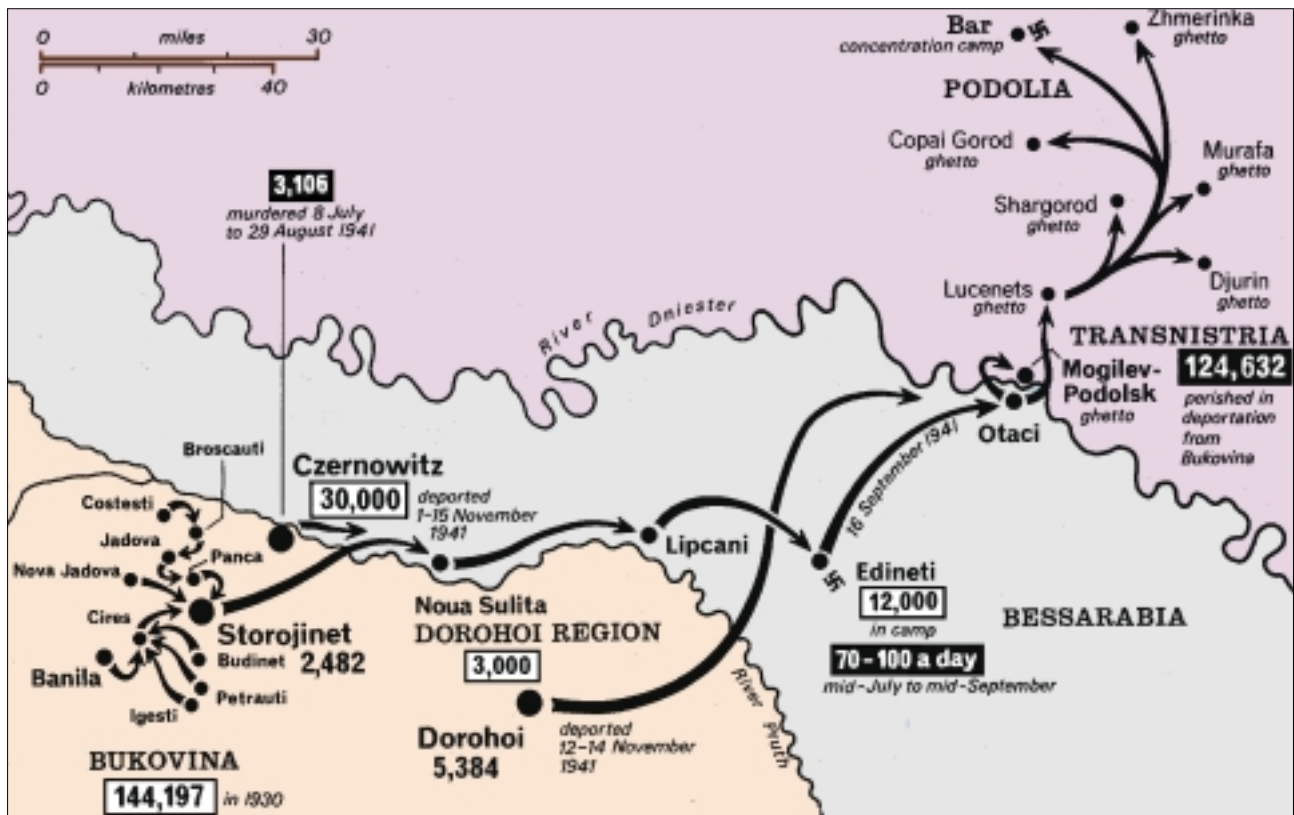 0 miles 30
0 kilometres 40
Bar
concentration camp
Zhmerinka
ghetto
PODOLIA
Copai Gorod
ghetto
Murafa
ghetto
Shargorod
ghetto
Djurin
ghetto
Lucenets
ghetto
3,106
murdered 8 July
to 29 August 1941
River Dniester
TRANSNISTRIA
124,632
perished in
deportation
from
Bukovina
Mogilev-
Podolsk
ghetto
Otaci
16 September 1941
Broscauti
Czernowitz
30,000
deported
1-15 November
1941
Costesti
Jadova
Panca
Nova Jadova
Cires
Storojinet
2,482
Budinet
Banila
Petrauti
Igesti
BUKOVINA
144,197 in 1930
Lipcani
Noua Sulita
DOROHOI REGION
3,000
Dorohoi
5,384
deported
12-14 November
1941
River Pruth
Edineti
12,000
in camp
70-100 a day
mid-July to mid-September
BESSARABIA